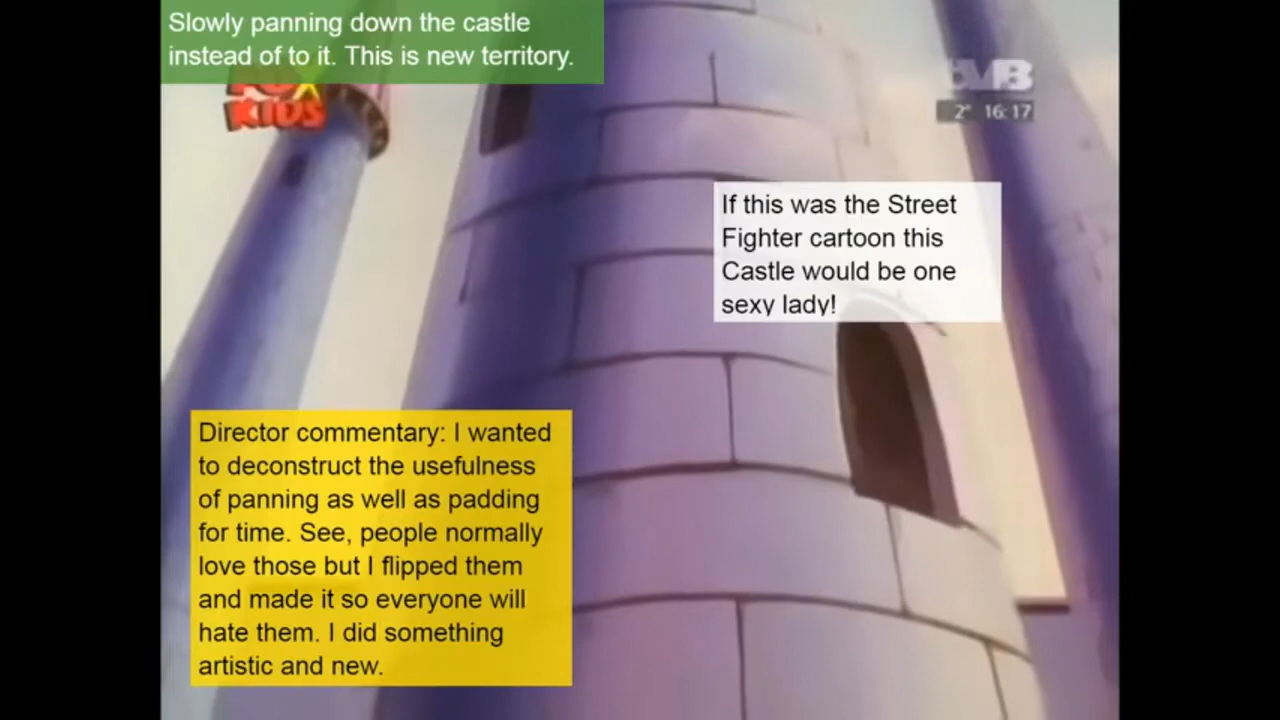 Slowly panning down the castle
instead of to it. This is new territory.
KIDS
2° 16:17
If this was the Street
Fighter cartoon this
Castle would be one
sexy lady!
Director commentary: I wanted
to deconstruct the usefulness
of panning as well as padding
for time. See, people normally
love those but I flipped them
and made it so everyone will
hate them. I did something
artistic and new.